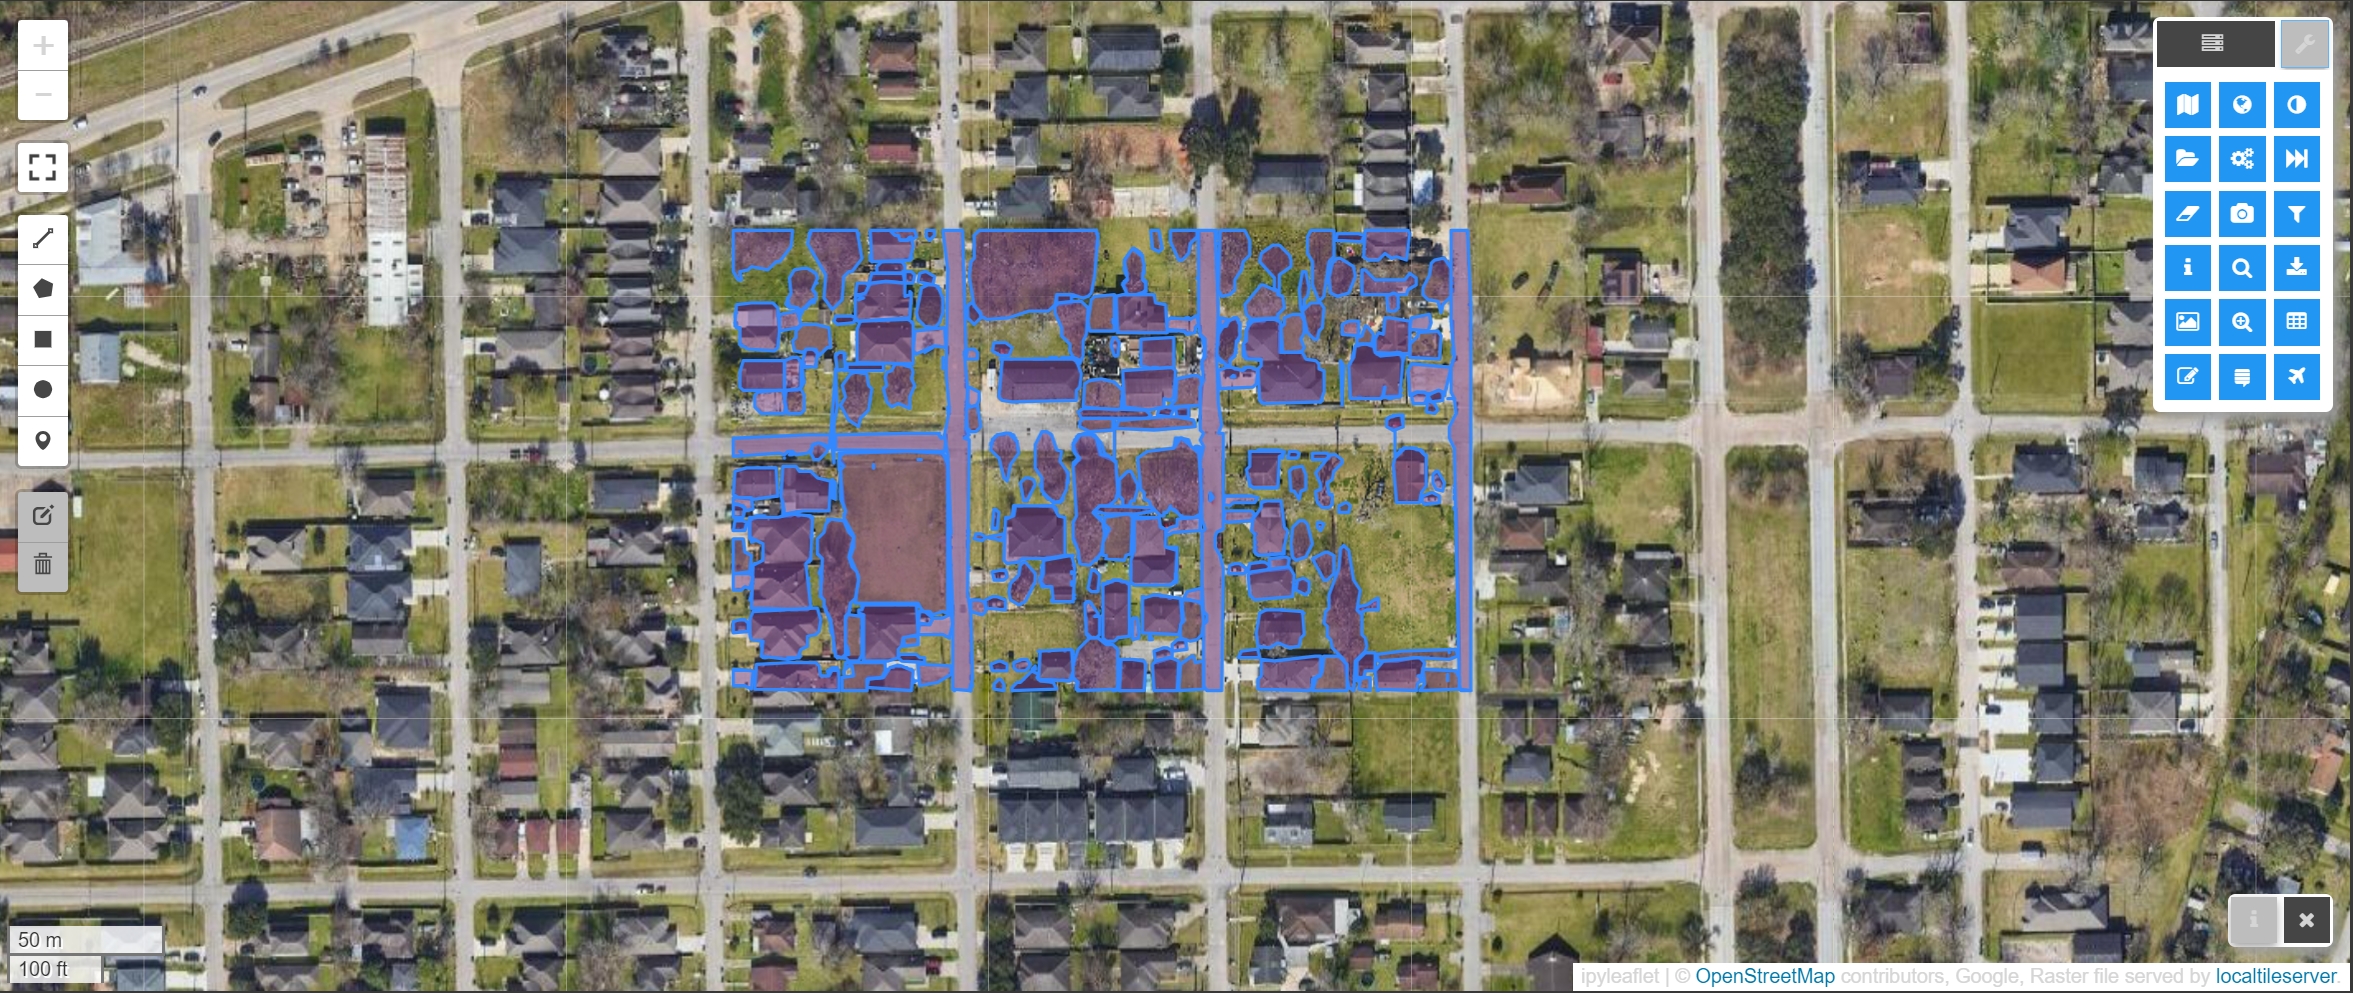 50 m
100 ft
ipyleaflet | © OpenStreetMap contributors, Google, Raster file served by localtileserver.